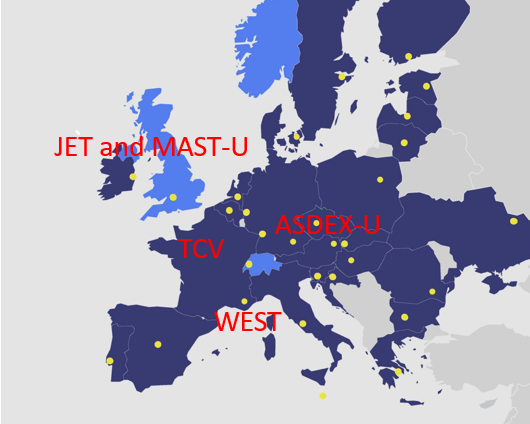 JET and MAST-U
ASDEX-U
TCV
WEST